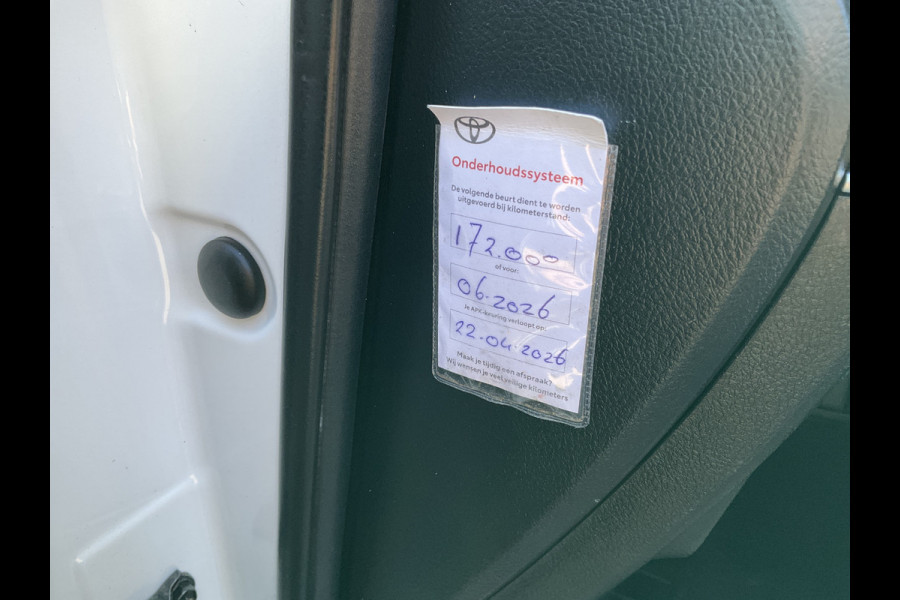 Onderhoudssysteem
De volgende beurt dient te worden
uitgevoerd bij kilometerstand:
172.000
of voor:
06-2026
Je APK-keuring verloopt op:
22-04-2026
Maak je tijdig een afspraak?
Wij wensen je veel veilige kilometers